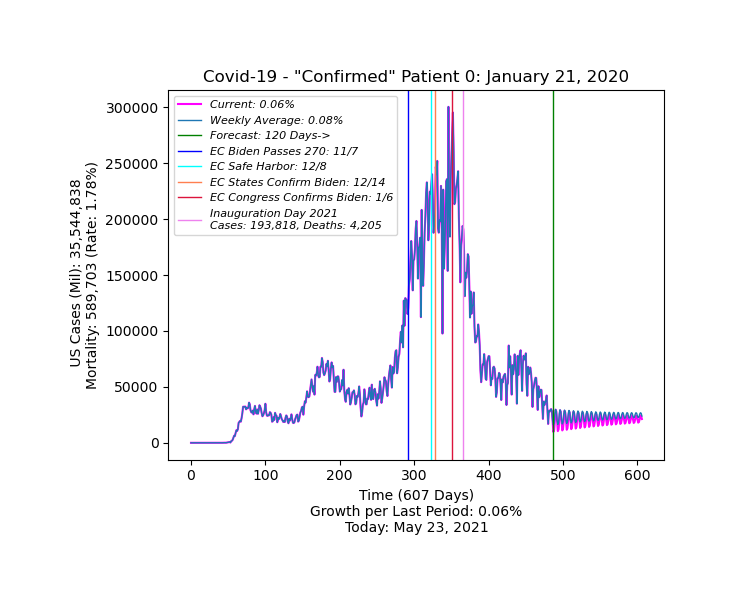 Covid-19 - "Confirmed" Patient 0: January 21, 2020
Current: 0.06%
Weekly Average: 0.08%
Forecast: 120 Days->
EC Biden Passes 270: 11/7
EC Safe Harbor: 12/8
EC States Confirm Biden: 12/14
EC Congress Confirms Biden: 1/6
Inauguration Day 2021
Cases: 193,818, Deaths: 4,205
US Cases (Mil): 35,544,838
Mortality: 589,703 (Rate: 1.78%)
300000
250000
200000
150000
100000
50000
0
0 100 200 300 400 500 600
Time (607 Days)
Growth per Last Period: 0.06%
Today: May 23, 2021